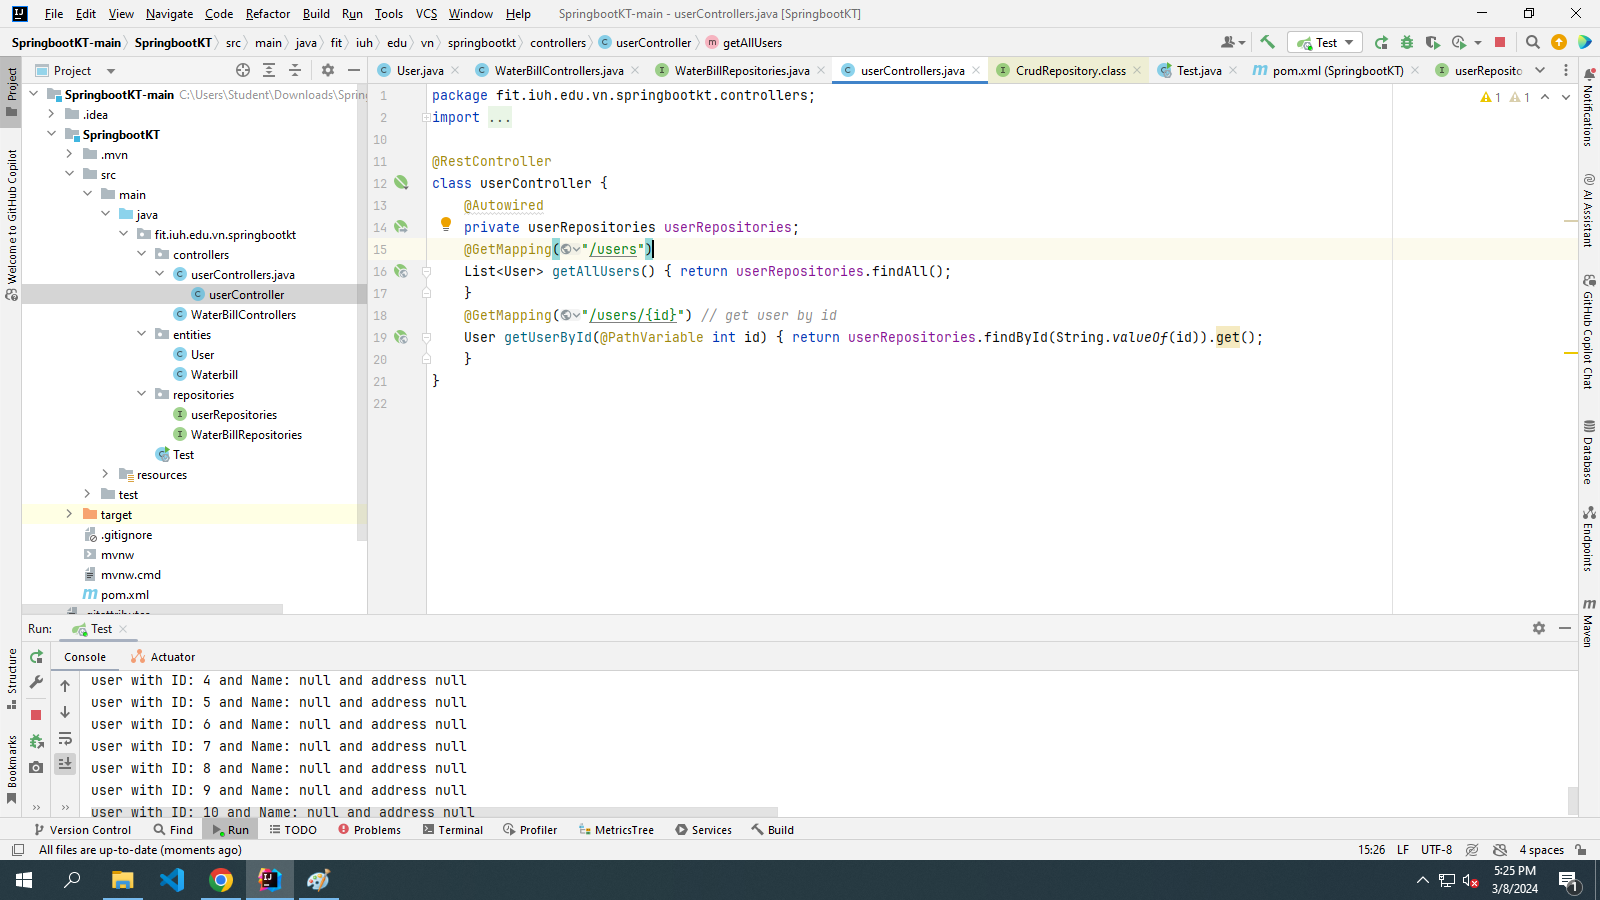 File Edit View Navigate Code Refactor Build Run Tools VCS Window Help SpringbootKT-main - userControllers.java [SpringbootKT]
SpringbootKT-main SpringbootKT src main java fit iuh edu vn springbootkt controllers userController getAllUsers
Test
Project
User.java WaterBillControllers.java WaterBillRepositories.java userControllers.java CrudRepository.class Test.java pom.xml (SpringbootKT) userReposito
SpringbootKT-main C:\Users\Student\Downloads\Spring
.idea
SpringbootKT
.mvn
src
main
java
fit.iuh.edu.vn.springbootkt
controllers
userControllers.java
userController
WaterBillControllers
entities
User
Waterbill
repositories
userRepositories
WaterBillRepositories
Test
resources
test
target
.gitignore
mvnw
mvnw.cmd
pom.xml
.gitattributes
1 package fit.iuh.edu.vn.springbootkt.controllers;
2 import ...
10
11 @RestController
12 class userController {
13 @Autowired
14 private userRepositories userRepositories;
15 @GetMapping("/users")
16 List<User> getAllUsers() { return userRepositories.findAll();
17 }
18 @GetMapping("/users/{id}") // get user by id
19 User getUserById(@PathVariable int id) { return userRepositories.findById(String.valueOf(id)).get();
20 }
21 }
22
1 1
Project
Welcome to GitHub Copilot
Structure
Bookmarks
Notifications
AI Assistant
GitHub Copilot Chat
Database
Endpoints
Maven
Run: Test
Console Actuator
user with ID: 4 and Name: null and address null
user with ID: 5 and Name: null and address null
user with ID: 6 and Name: null and address null
user with ID: 7 and Name: null and address null
user with ID: 8 and Name: null and address null
user with ID: 9 and Name: null and address null
user with ID: 10 and Name: null and address null
Version Control Find Run TODO Problems Terminal Profiler MetricsTree Services Build
All files are up-to-date (moments ago) 15:26 LF UTF-8 4 spaces
5:25 PM
3/8/2024
1